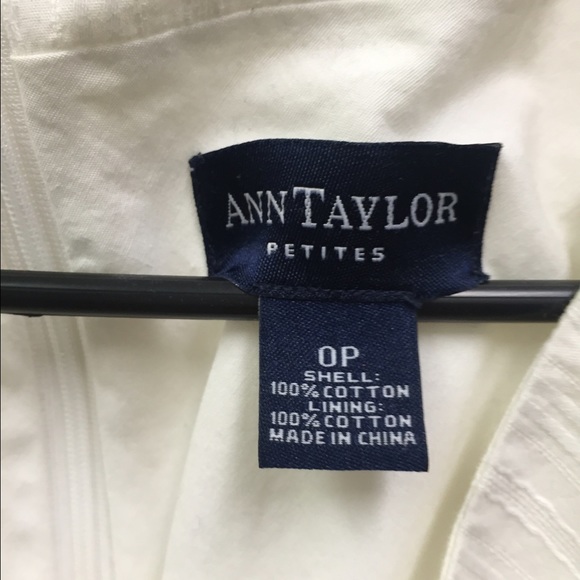 ANN TAYLOR
PETITES
0P
SHELL:
100% COTTON
LINING:
100% COTTON
MADE IN CHINA